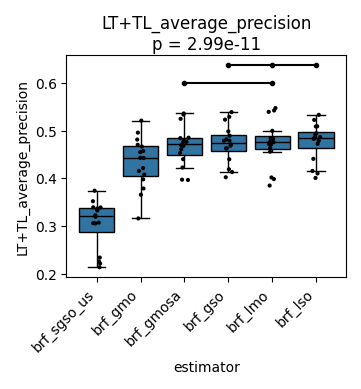 LT+TL_average_precision
p = 2.99e-11
LT+TL_average_precision
0.6
0.5
0.4
0.3
0.2
brf_sgso_us
brf_gmo
brf_gmosa
brf_gso
brf_lmo
brf_lso
estimator